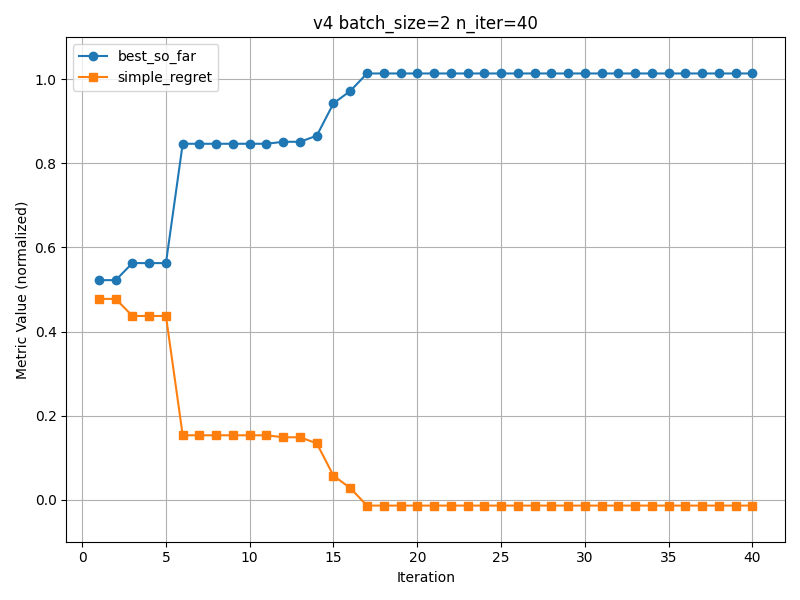 v4 batch_size=2 n_iter=40
best_so_far
simple_regret
Metric Value (normalized)
1.0
0.8
0.6
0.4
0.2
0.0
0 5 10 15 20 25 30 35 40
Iteration